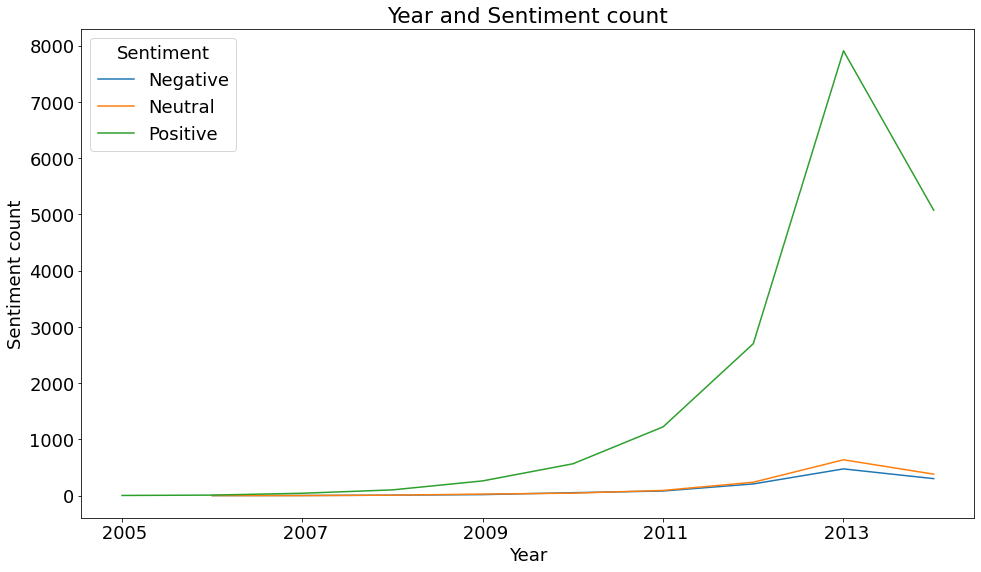 Year and Sentiment count
Sentiment
Negative
Neutral
Positive
8000
7000
6000
5000
4000
3000
2000
1000
0
Sentiment count
2005 2007 2009 2011 2013
Year